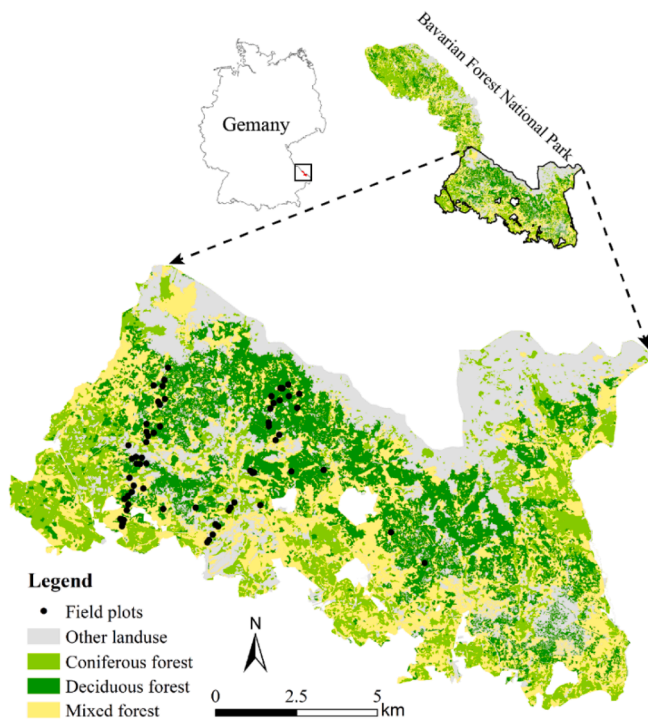 Bavarian Forest National Park
Gemany
Legend
Field plots
Other landuse
Coniferous forest
Deciduous forest
Mixed forest
N
0 2.5 5
km